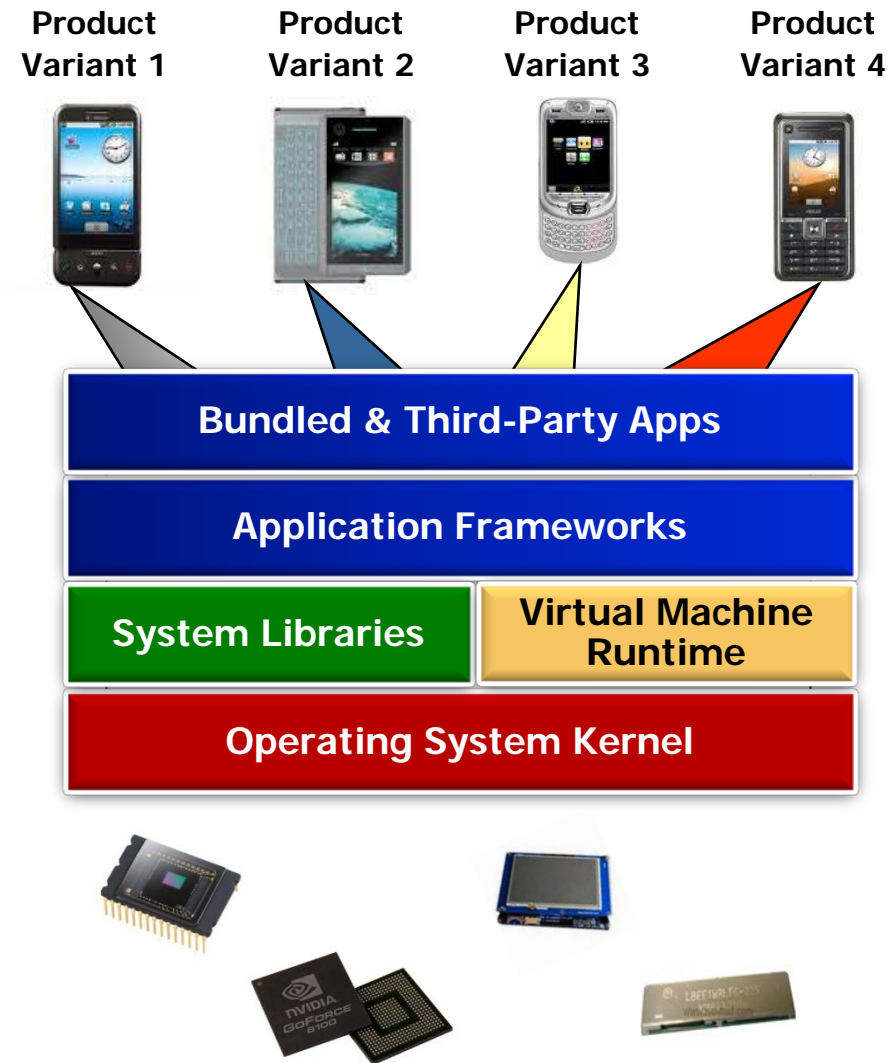 Product
Variant 1
Product
Variant 2
Product
Variant 3
Product
Variant 4
Bundled & Third-Party Apps
Application Frameworks
System Libraries
Virtual Machine
Runtime
Operating System Kernel
NVIDIA
GOFORCE